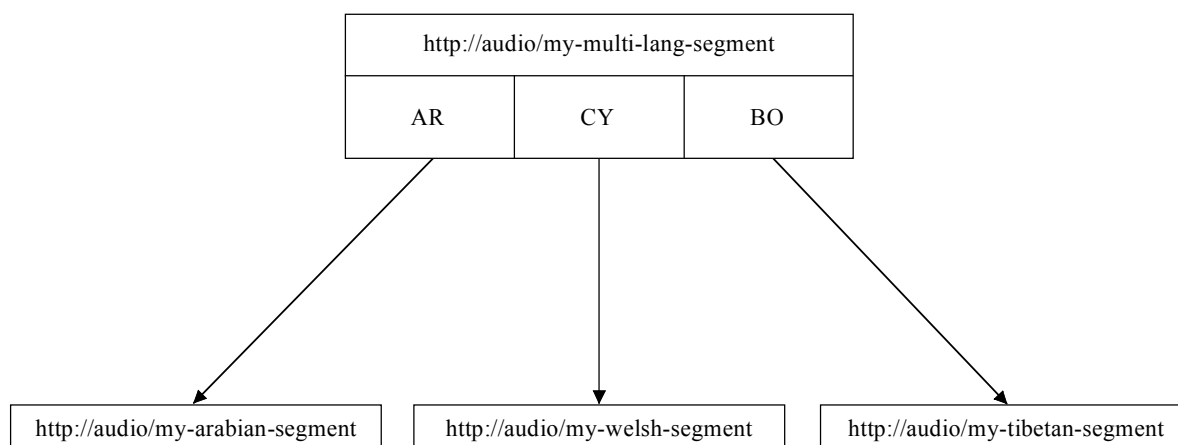 http://audio/my-multi-lang-segment
AR CY BO
http://audio/my-arabian-segment http://audio/my-welsh-segment http://audio/my-tibetan-segment